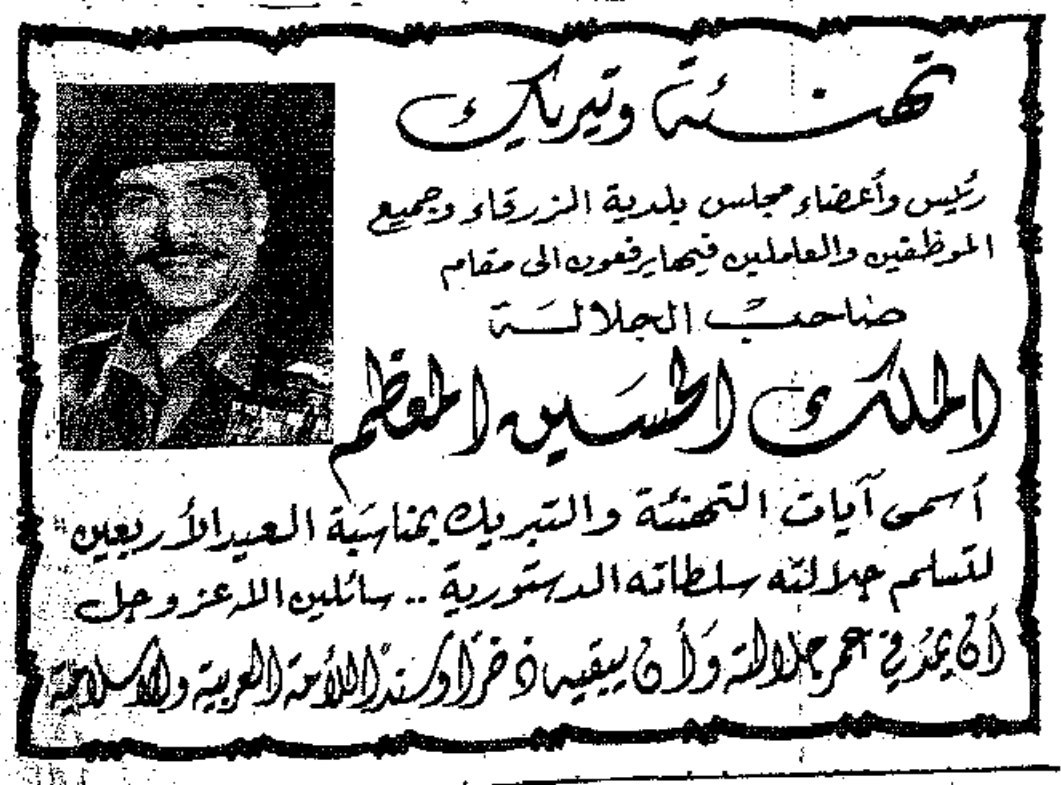 تهنئة وتبريك
رئيس وأعضاء مجلس بلدية الزرقاء وجميع
الموظفين والعاملين فيها يرفعون الى مقام
صاحب الجلالة
الملك الحسين المعظم
أسمى آيات التهنئة والتبريك بمناسبة العيد الأربعين
لتسلم جلالته سلطاته الدستورية .. سائلين الله عز وجل
أن يمد في عمر جلالته وأن يبقيه ذخراً وسنداً للأمة العربية والاسلامية